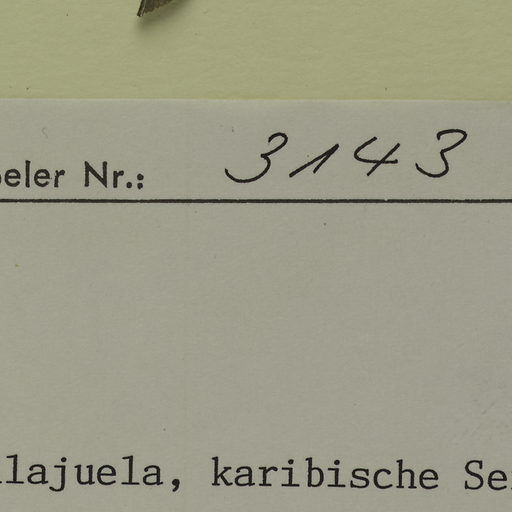 eler Nr.: 3143
lajuela, karibische Se